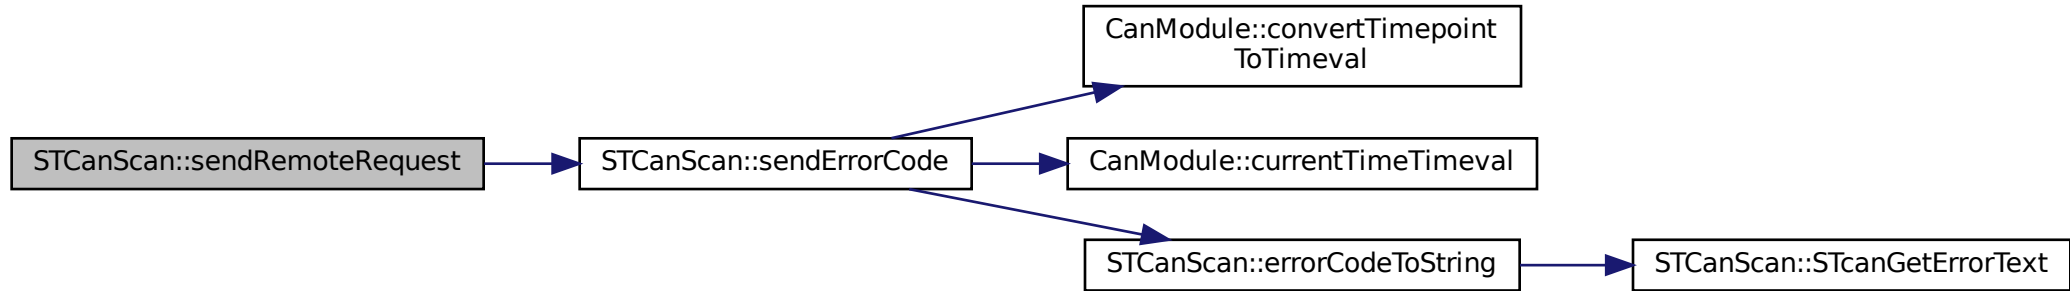 CanModule::convertTimepoint
ToTimeval
STCanScan::sendRemoteRequest
STCanScan::sendErrorCode
CanModule::currentTimeTimeval
STCanScan::errorCodeToString
STCanScan::STcanGetErrorText